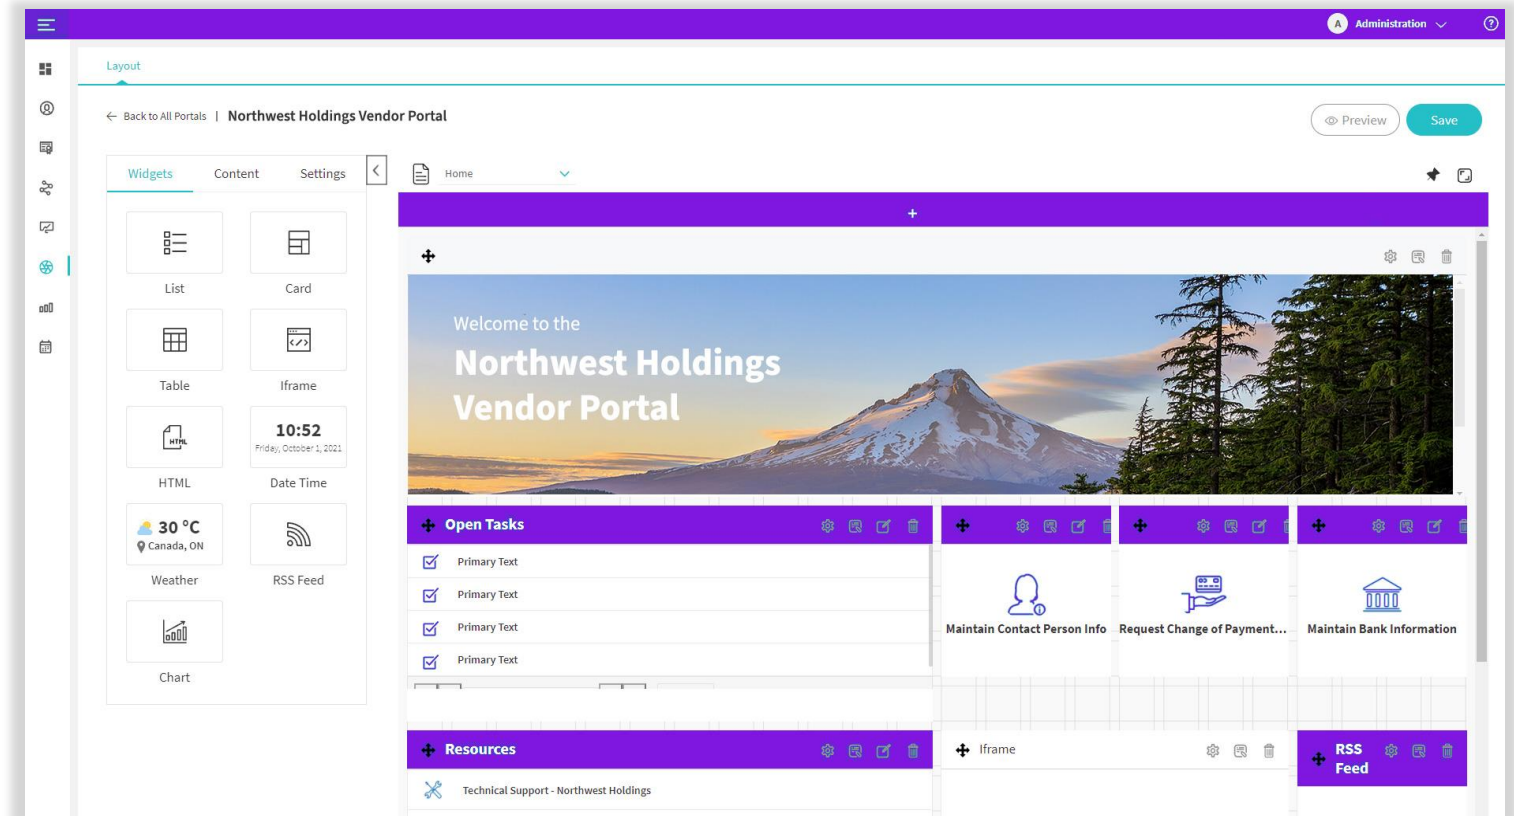 A Administration
Layout
Back to All Portals | Northwest Holdings Vendor Portal
Preview
Save
Widgets Content Settings
Home
+
List
Card
Table
Iframe
HTML
HTML
10:52
Friday, October 1, 2021
Date Time
30 °C
Canada, ON
Weather
RSS Feed
Chart
Welcome to the
Northwest Holdings
Vendor Portal
Open Tasks
Primary Text
Primary Text
Primary Text
Primary Text
Maintain Contact Person Info
Request Change of Payment...
Maintain Bank Information
Resources
Technical Support - Northwest Holdings
Iframe
RSS
Feed